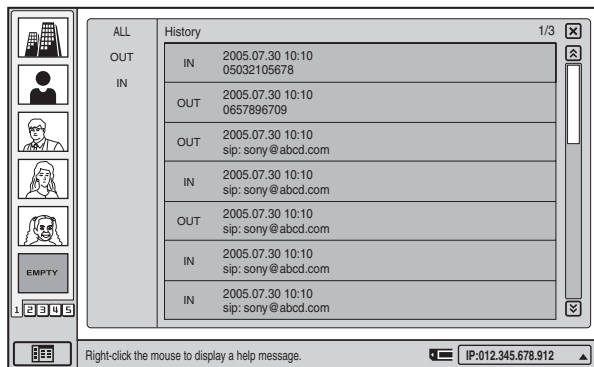 ALL
OUT
IN
History
1/3
IN
2005.07.30 10:10
05032105678
OUT
2005.07.30 10:10
0657896709
OUT
2005.07.30 10:10
sip: sony@abcd.com
IN
2005.07.30 10:10
sip: sony@abcd.com
OUT
2005.07.30 10:10
sip: sony@abcd.com
IN
2005.07.30 10:10
sip: sony@abcd.com
IN
2005.07.30 10:10
sip: sony@abcd.com
EMPTY
1 2 3 4 5
Right-click the mouse to display a help message.
IP:012.345.678.912